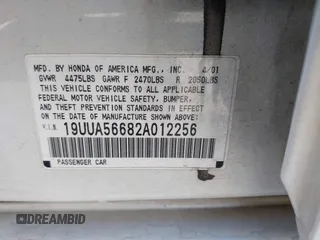 MFD. BY HONDA OF AMERICA MFG., INC. 4/01
GVWR 4475LBS GAWR F 2470LBS R 2050LBS
THIS VEHICLE CONFORMS TO ALL APPLICABLE
FEDERAL MOTOR VEHICLE SAFETY, BUMPER,
AND THEFT PREVENTION STANDARDS IN EFFECT
ON THE DATE OF MANUFACTURE SHOWN ABOVE.
V.I.N. 19UUA56682A012256
PASSENGER CAR
© DREAMBID